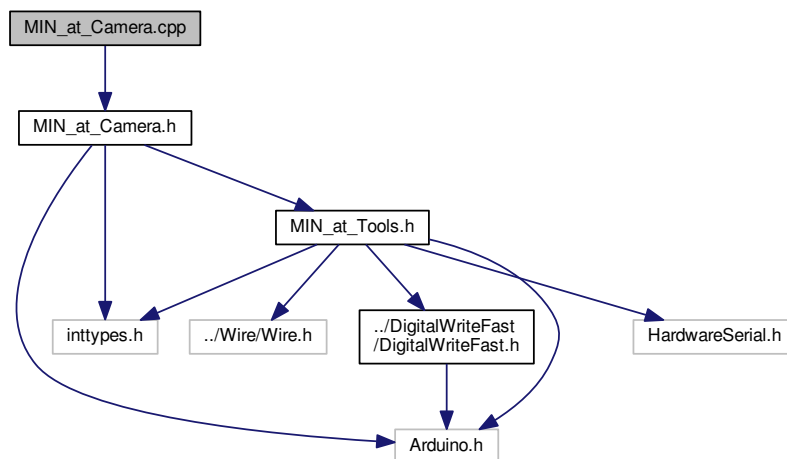 MIN_at_Camera.cpp
MIN_at_Camera.h
MIN_at_Tools.h
inttypes.h
../Wire/Wire.h
../DigitalWriteFast
/DigitalWriteFast.h
HardwareSerial.h
Arduino.h